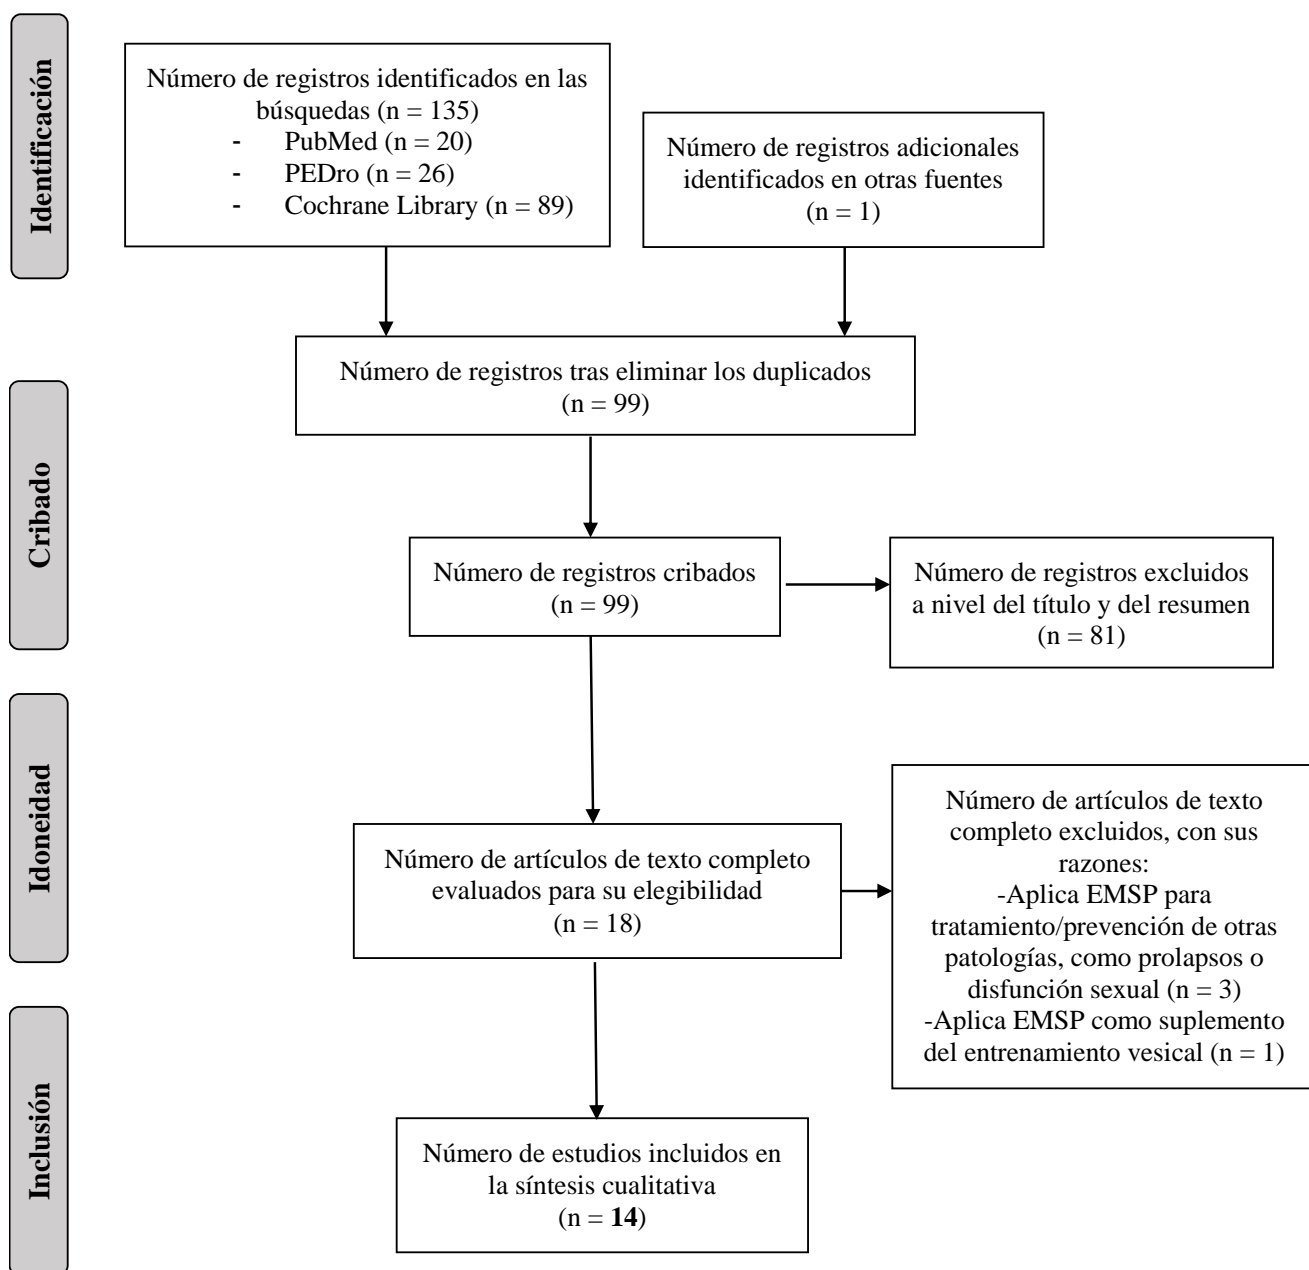 Identificación
Número de registros identificados en las
búsquedas (n = 135)
- PubMed (n = 20)
- PEDro (n = 26)
- Cochrane Library (n = 89)
Número de registros adicionales
identificados en otras fuentes
(n = 1)
Número de registros tras eliminar los duplicados
(n = 99)
Cribado
Número de registros cribados
(n = 99)
Número de registros excluidos
a nivel del título y del resumen
(n = 81)
Idoneidad
Número de artículos de texto completo
evaluados para su elegibilidad
(n = 18)
Número de artículos de texto
completo excluidos, con sus
razones:
-Aplica EMSP para
tratamiento/prevención de otras
patologías, como prolapsos o
disfunción sexual (n = 3)
-Aplica EMSP como suplemento
del entrenamiento vesical (n = 1)
Inclusión
Número de estudios incluidos en
la síntesis cualitativa
(n = 14)